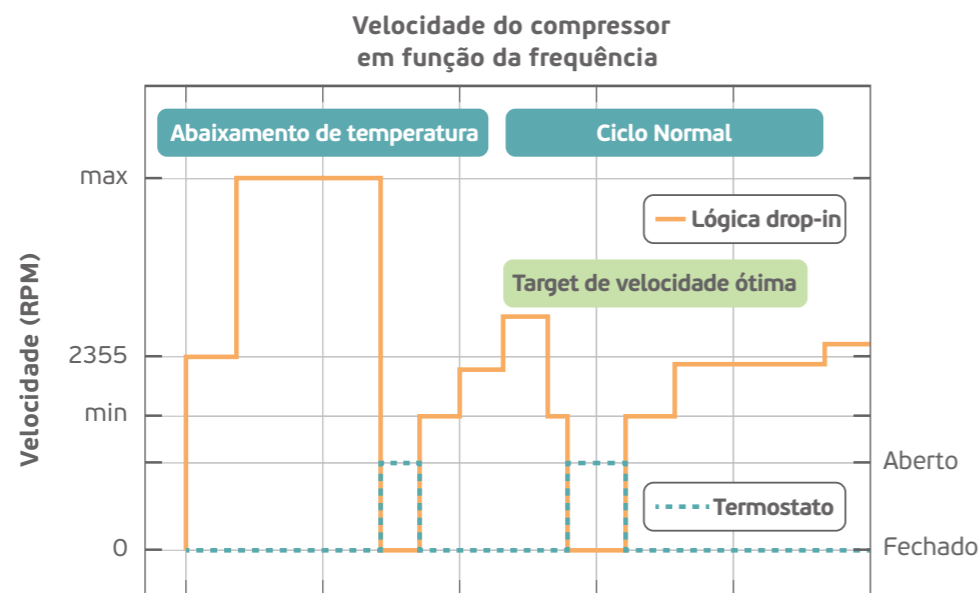 Velocidade do compressor
em função da frequência
Abaixamento de temperatura
Ciclo Normal
max
Lógica drop-in
Target de velocidade ótima
Velocidade (RPM)
2355
min
Aberto
Termostato
0
Fechado